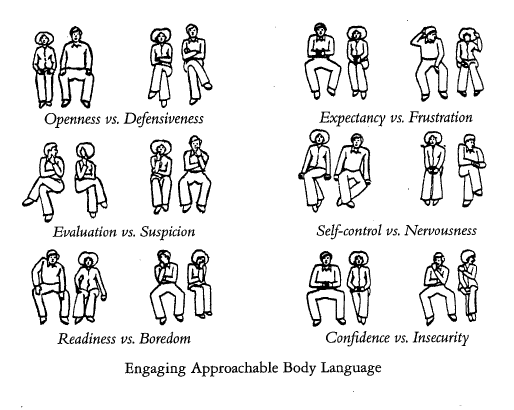 Openness vs. Defensiveness
Expectancy vs. Frustration
Evaluation vs. Suspicion
Self-control vs. Nervousness
Readiness vs. Boredom
Confidence vs. Insecurity
Engaging Approachable Body Language